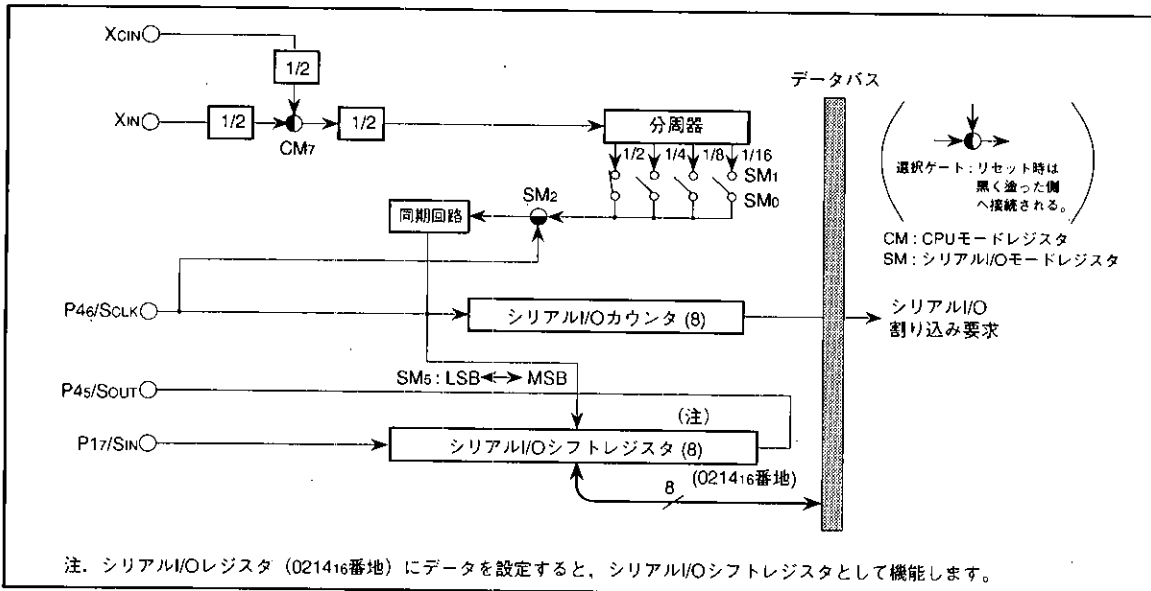 XCIN
1/2
データバス
XIN
1/2
1/2
分周器
CM7
1/2 1/4 1/8 1/16
SM1
SM0
選択ゲート:リセット時は
黒く塗った側
へ接続される。
SM2
同期回路
CM:CPUモードレジスタ
SM:シリアルI/Oモードレジスタ
P46/SCLK
シリアルI/Oカウンタ(8)
シリアルI/O
割り込み要求
SM5:LSB↔MSB
P45/SOUT
(注)
P17/SIN
シリアルI/Oシフトレジスタ(8)
8
(021416番地)
注.シリアルI/Oレジスタ(021416番地)にデータを設定すると,シリアルI/Oシフトレジスタとして機能します。